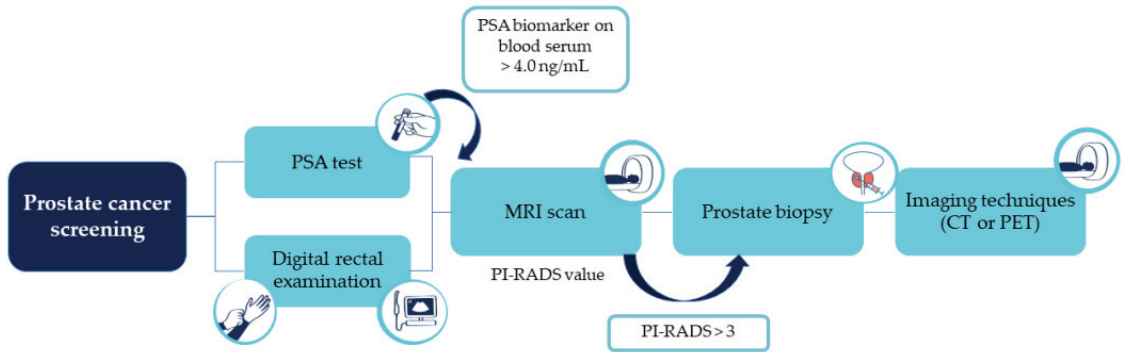 PSA biomarker on
blood serum
> 4.0 ng/mL
PSA test
Prostate cancer
screening
Digital rectal
examination
MRI scan
PI-RADS value
PI-RADS > 3
Prostate biopsy
Imaging techniques
(CT or PET)